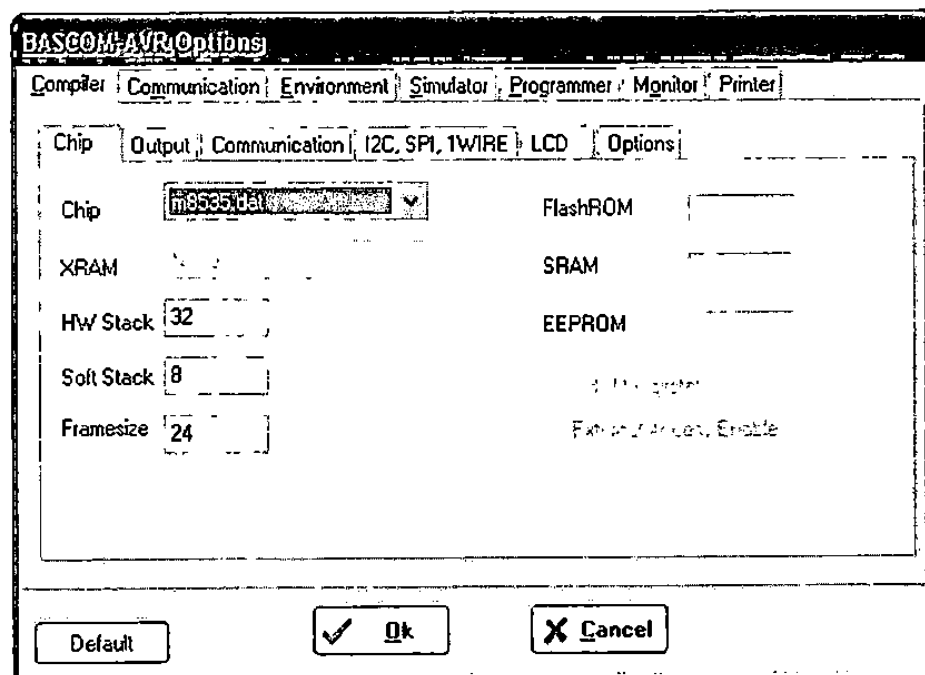 BASCOM-AVR Options
Compiler Communication Environment Simulator Programmer Monitor Printer
Chip Output Communication I2C, SPI, 1WIRE LCD Options
Chip m8535.dat FlashROM
XRAM SRAM
HW Stack 32 EEPROM
Soft Stack 8
Framesize 24 Enable
Default Ok Cancel